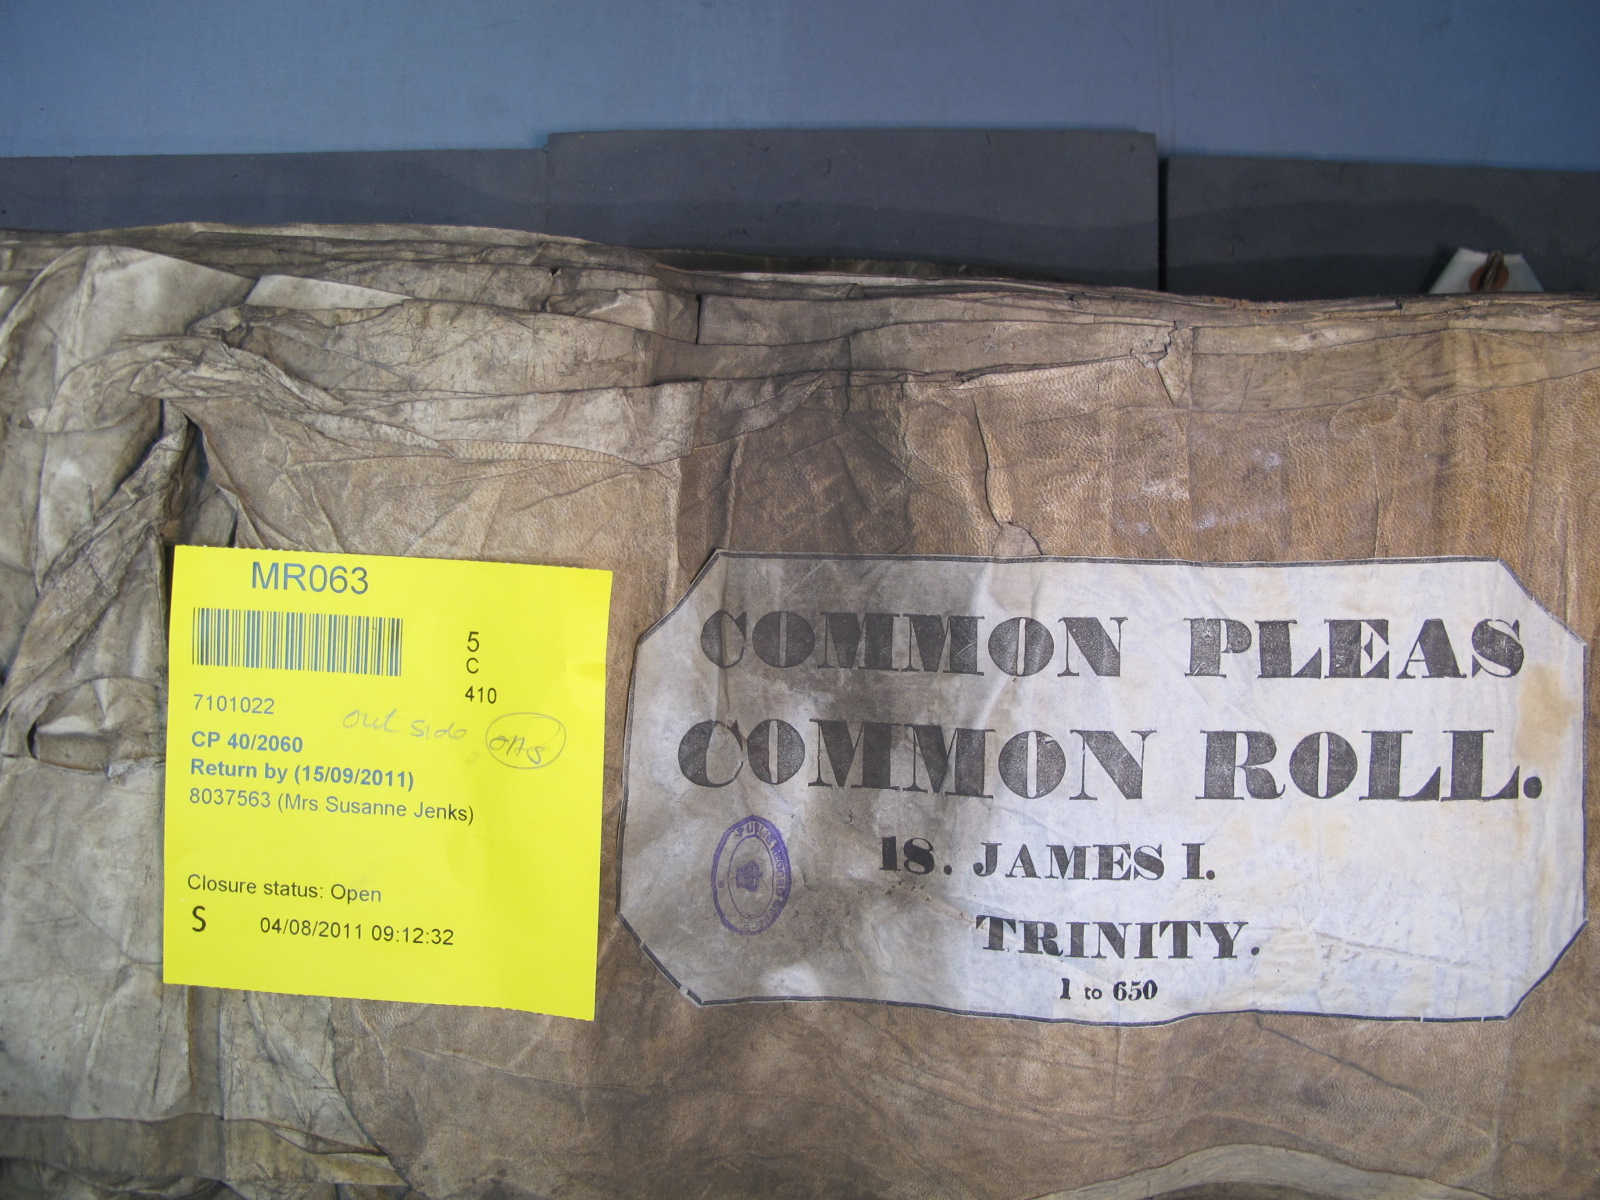 MR063
5
C
410
7101022
out side
CP 40/2060
Return by (15/09/2011)
8037563 (Mrs Susanne Jenks)
Closure status: Open
S 04/08/2011 09:12:32
COMMON PLEAS
COMMON ROLL.
18. JAMES I.
TRINITY.
1 to 650